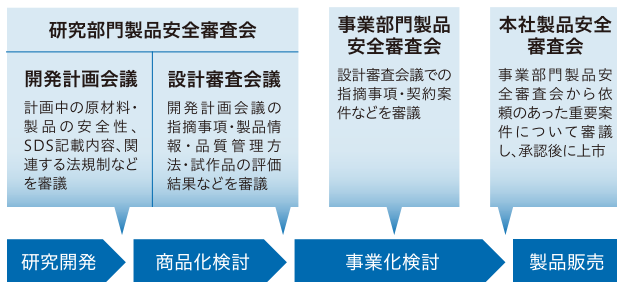 研究部門製品安全審査会
開発計画会議
計画中の原材料・
製品の安全性、
SDS記載内容、関
連する法規制など
を審議
設計審査会議
開発計画会議の
指摘事項・製品情
報・品質管理方
法・試作品の評価
結果などを審議
事業部門製品
安全審査会
設計審査会議での
指摘事項・契約案
件などを審議
本社製品安全
審査会
事業部門製品安
全審査会から依
頼のあった重要案
件について審議
し、承認後に上市
研究開発
商品化検討
事業化検討
製品販売